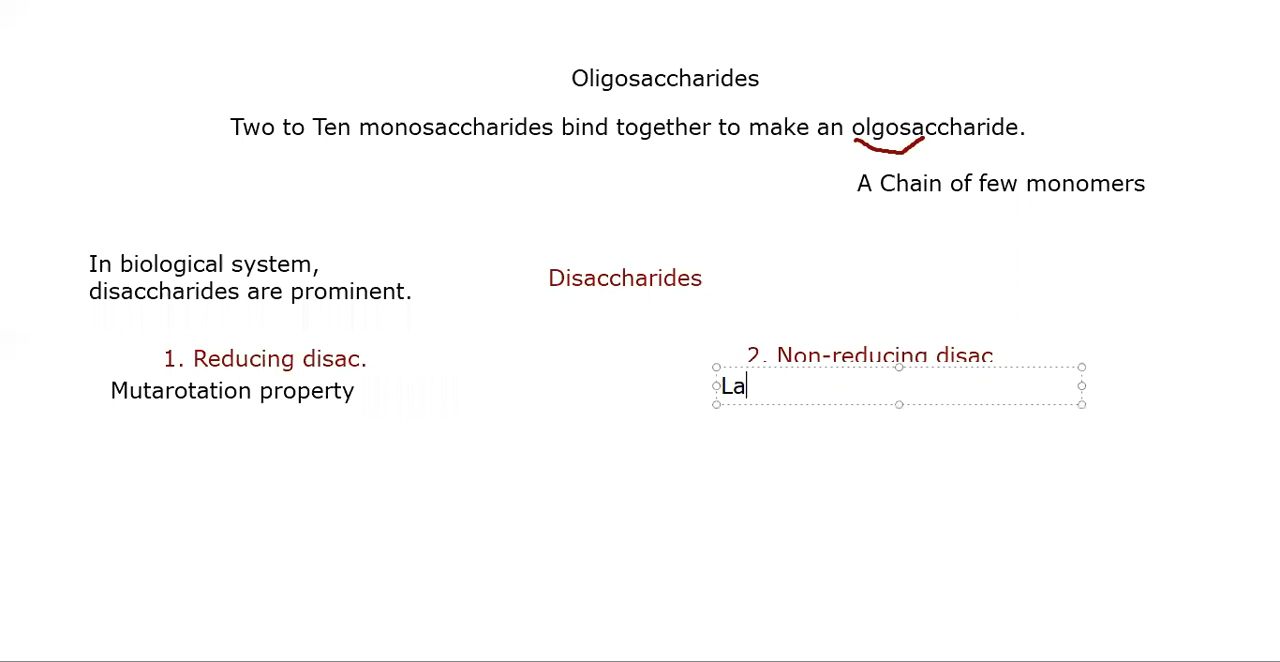 Oligosaccharides
Two to Ten monosaccharides bind together to make an olgosaccharide.
A Chain of few monomers
In biological system,
disaccharides are prominent.
Disaccharides
1. Reducing disac.
2. Non-reducing disac
Mutarotation property
La